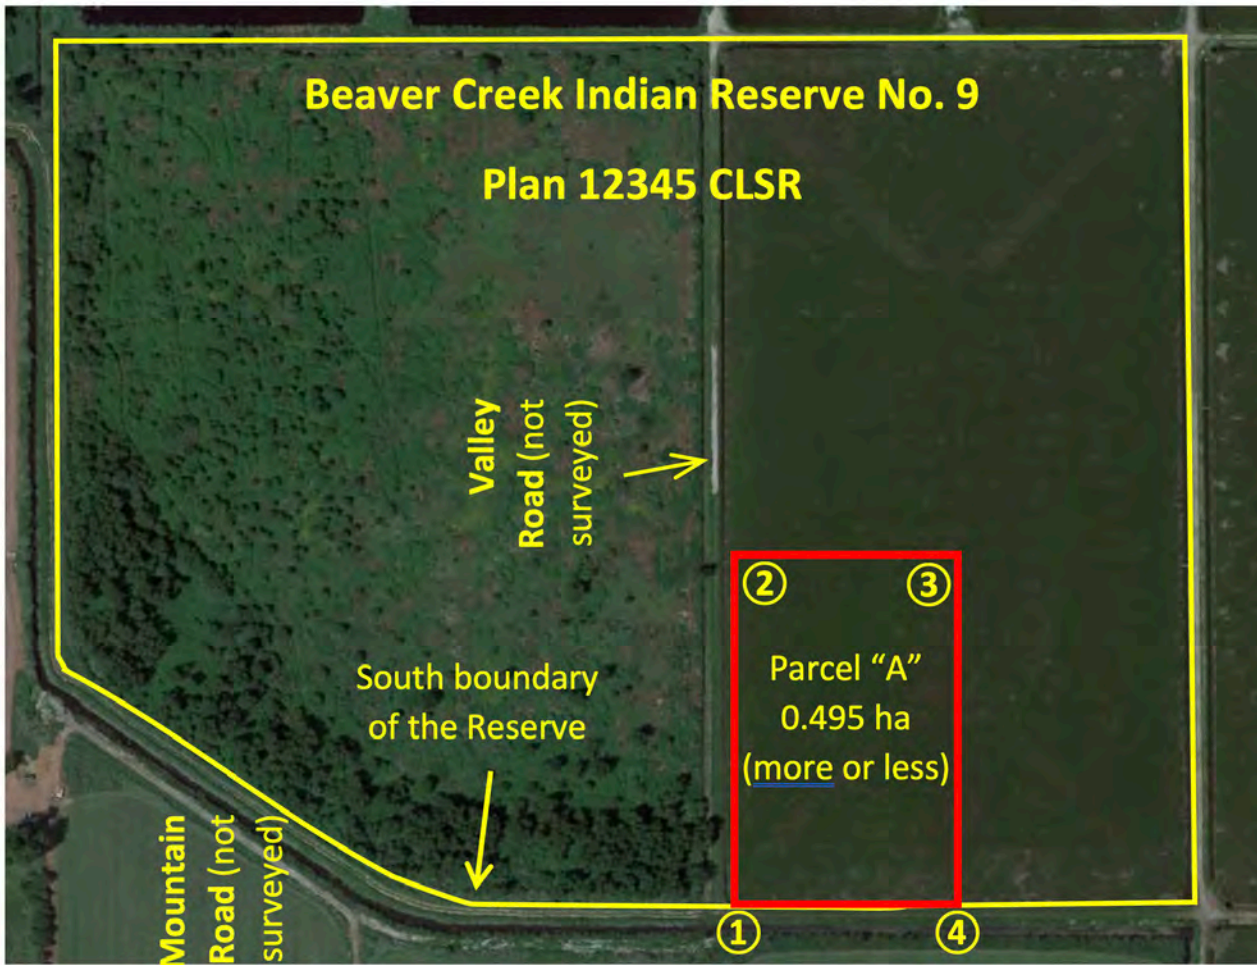 Beaver Creek Indian Reserve No. 9
Plan 12345 CLSR
Valley
Road (not
surveyed)
②
③
Parcel “A”
0.495 ha
(more or less)
South boundary
of the Reserve
Mountain
Road (not
surveyed)
①
④